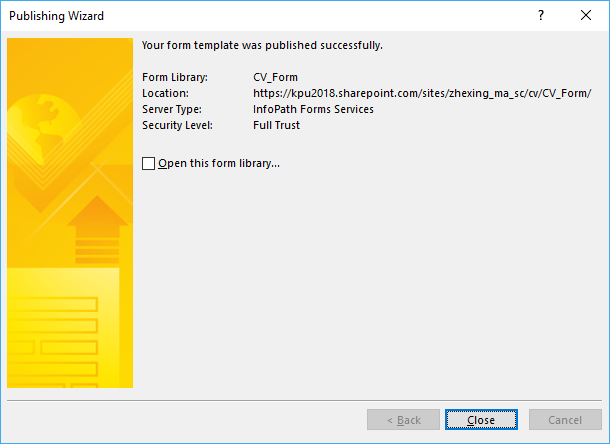 Publishing Wizard
?
Your form template was published successfully.
Form Library: CV_Form
Location: https://kpu2018.sharepoint.com/sites/zhexing_ma_sc/cv/CV_Form/
Server Type: InfoPath Forms Services
Security Level: Full Trust
Open this form library...
< Back Close Cancel